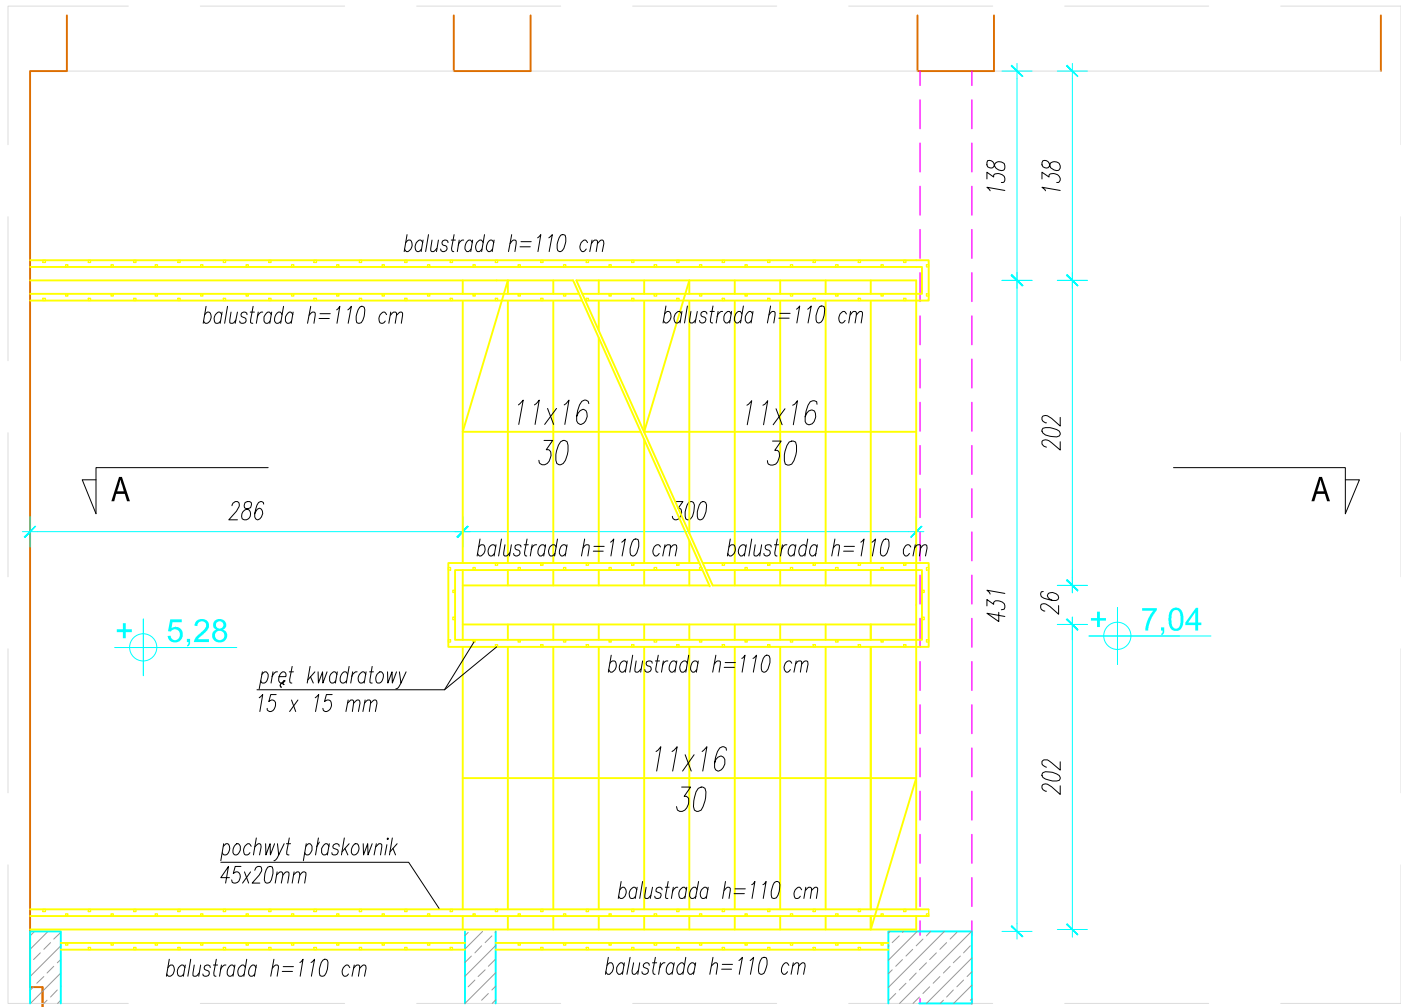 138
138
balustrada h=110 cm
balustrada h=110 cm
balustrada h=110 cm
11x16
30
11x16
30
202
A
A
286
300
balustrada h=110 cm
balustrada h=110 cm
431
26
+ 5,28
+ 7,04
balustrada h=110 cm
pręt kwadratowy
15 x 15 mm
11x16
30
202
pochwyt płaskownik
45x20mm
balustrada h=110 cm
balustrada h=110 cm
balustrada h=110 cm